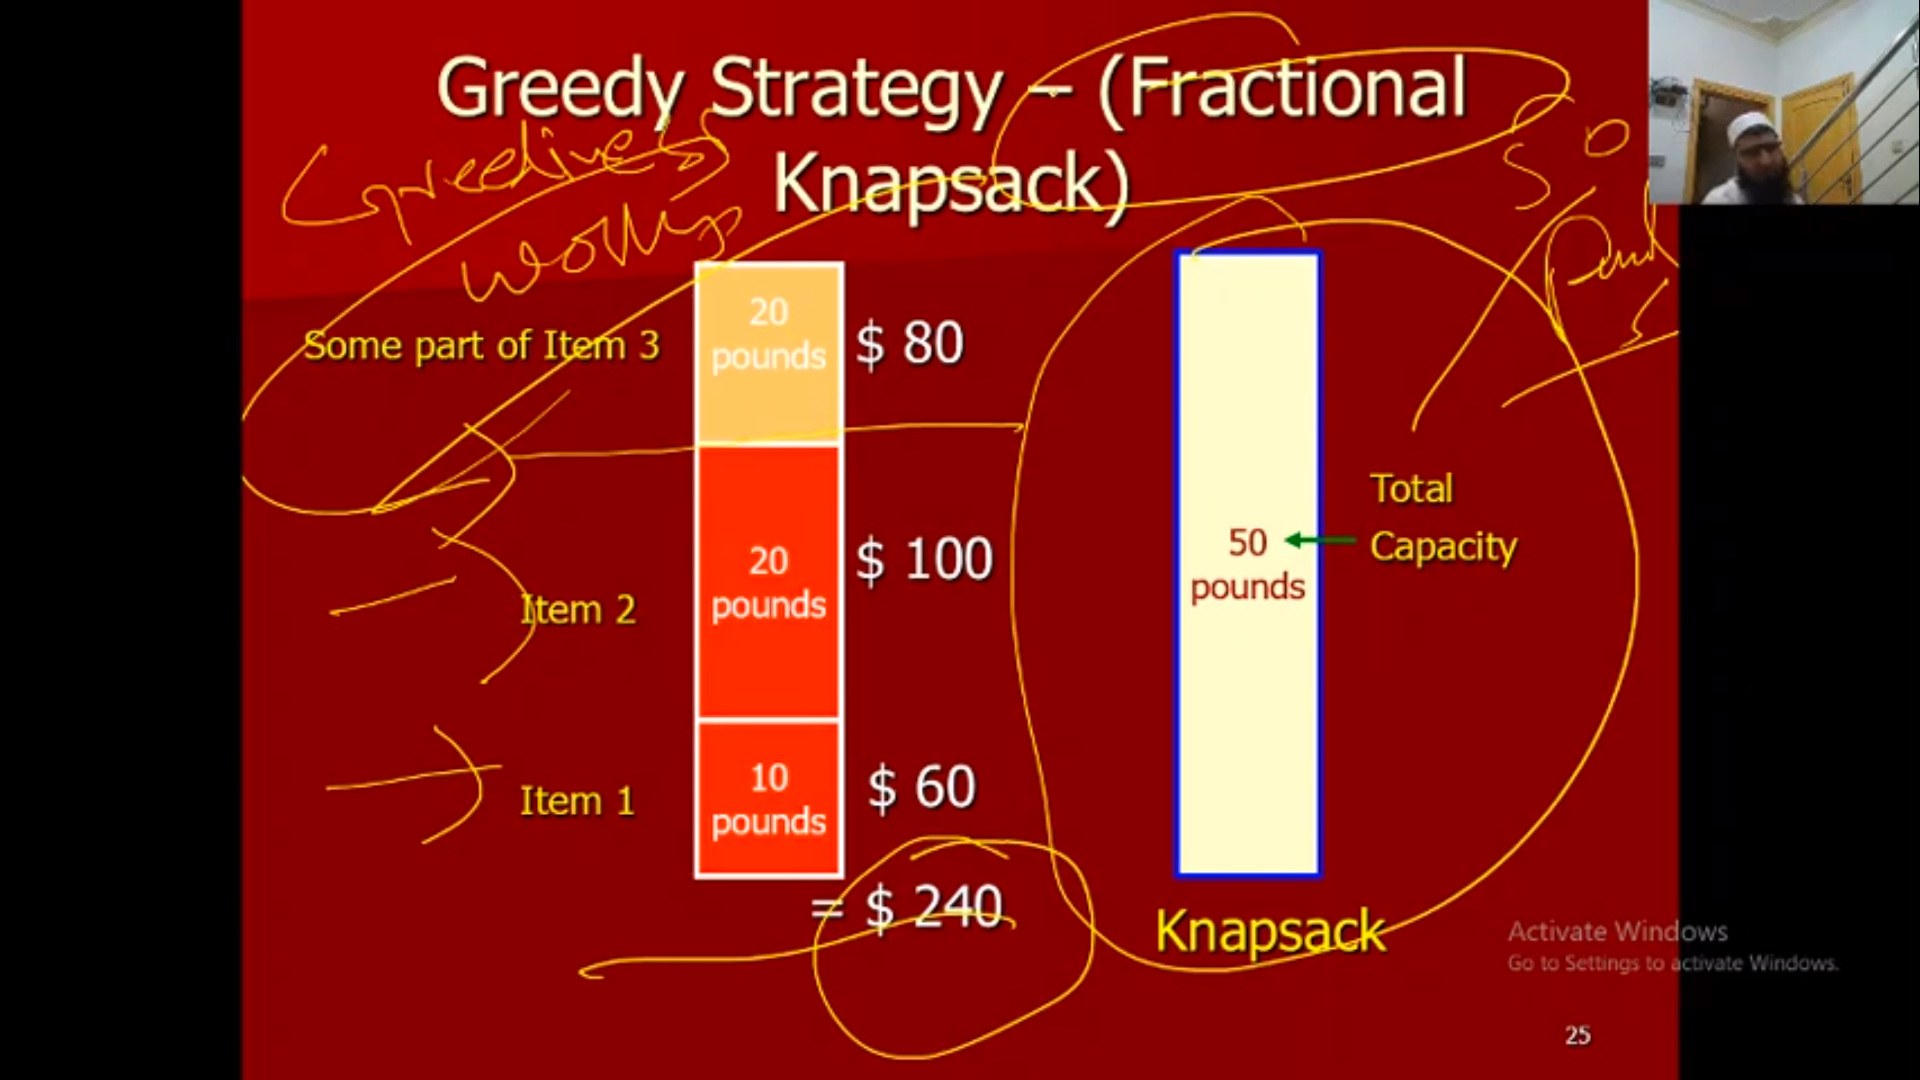 Greedy Strategy – (Fractional
Knapsack)
Greediness
works
50
Some part of Item 3
20
pounds
$ 80
Item 2
20
pounds
$ 100
Item 1
10
pounds
$ 60
= $ 240
50
pounds
Total
Capacity
Knapsack
Activate Windows
Go to Settings to activate Windows.
25